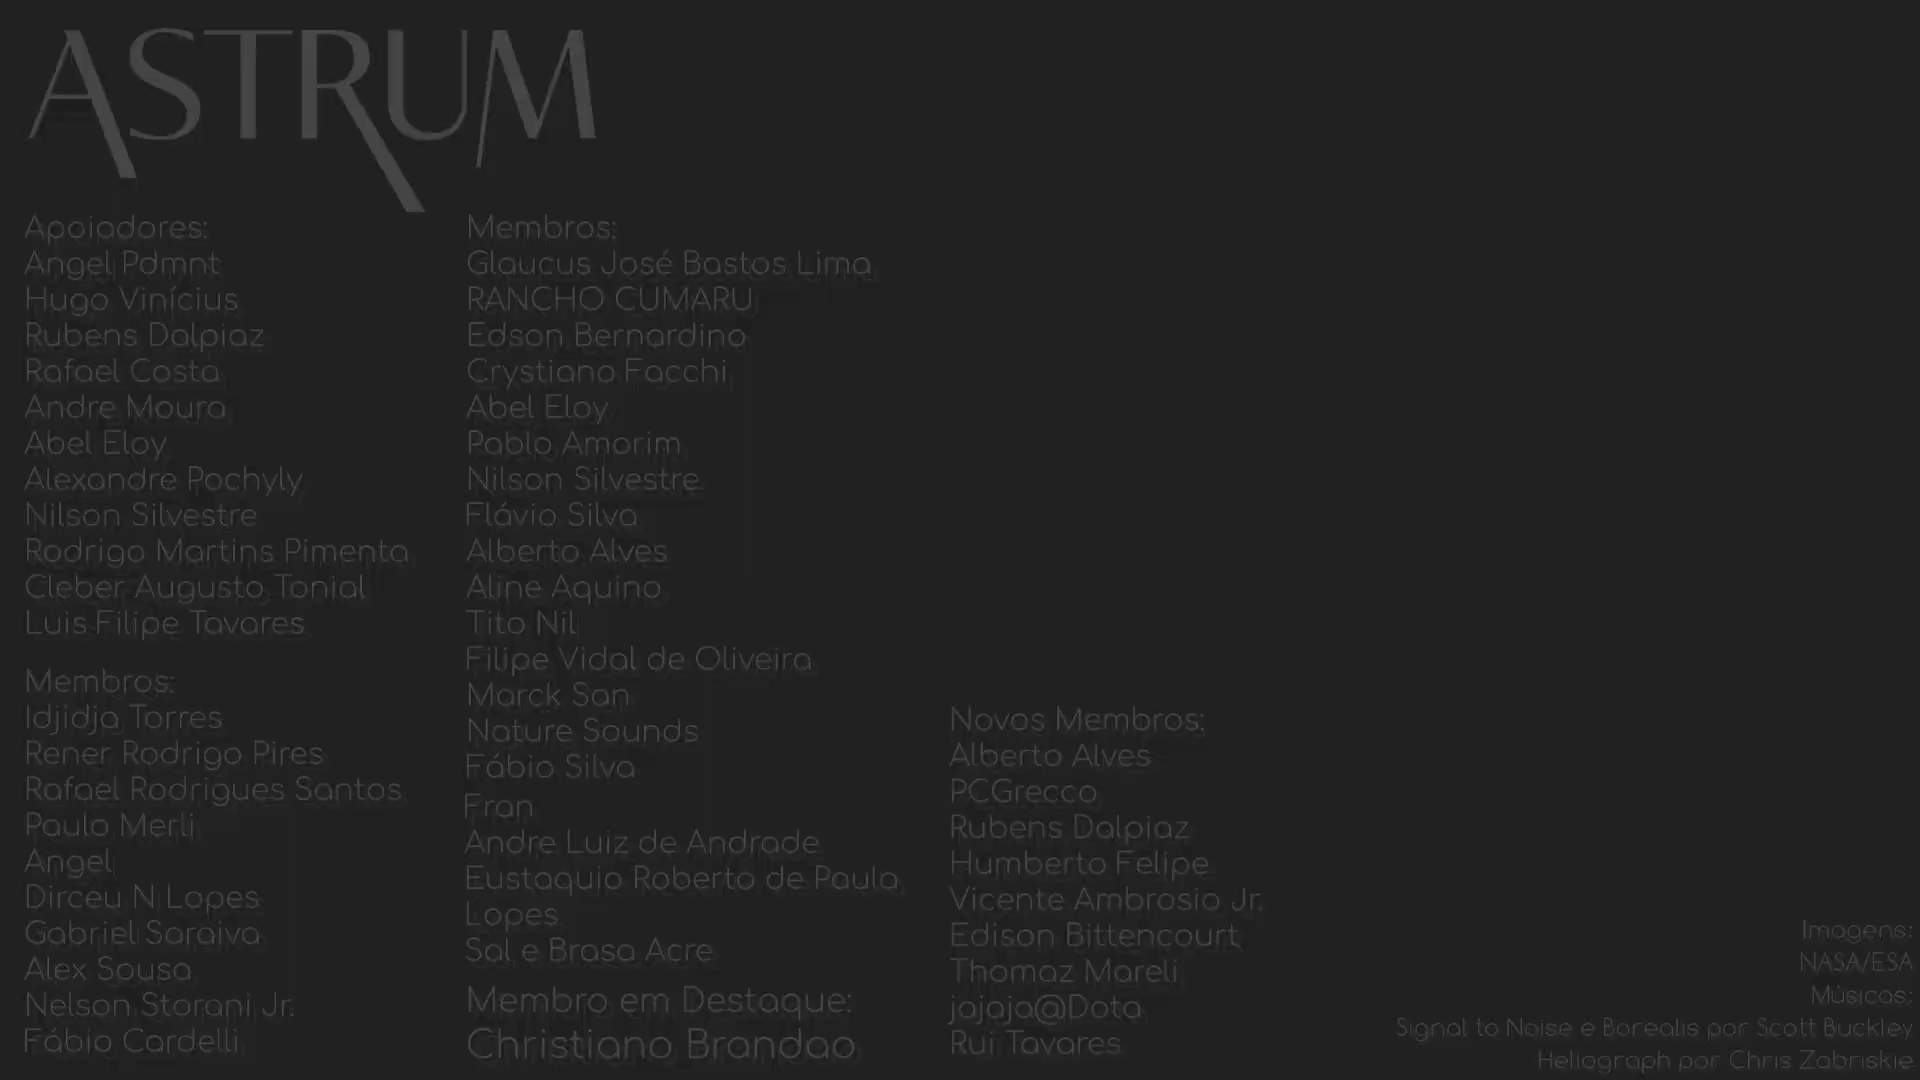 ASTRUM
Apoiadores:
Angel Pdmnt
Hugo Vinícius
Rubens Dalpiaz
Rafael Costa
Andre Moura
Abel Eloy
Alexandre Pochyly
Nilson Silvestre
Rodrigo Martins Pimenta
Cleber Augusto Tonial
Luis Filipe Tavares
Membros:
Idjidja Torres
Rener Rodrigo Pires
Rafael Rodrigues Santos
Paulo Merli
Angel
Dirceu N Lopes
Gabriel Saraiva
Alex Sousa
Nelson Storani Jr.
Fábio Cardelli
Membros:
Glaucus José Bastos Lima
RANCHO CUMARU
Edson Bernardino
Crystiano Facchi
Abel Eloy
Pablo Amorim
Nilson Silvestre
Flávio Silva
Alberto Alves
Aline Aquino
Tito Nil
Filipe Vidal de Oliveira
Marck San
Nature Sounds
Fábio Silva
Fran
Andre Luiz de Andrade
Eustaquio Roberto de Paula
Lopes
Sal e Brasa Acre
Membro em Destaque:
Christiano Brandao
Novos Membros:
Alberto Alves
PCGrecco
Rubens Dalpiaz
Humberto Felipe
Vicente Ambrosio Jr.
Edison Bittencourt
Thomaz Mareli
jajaja@Dota
Rui Tavares
Imagens:
NASA/ESA
Músicas:
Signal to Noise e Borealis por Scott Buckley
Heliograph por Chris Zabriskie